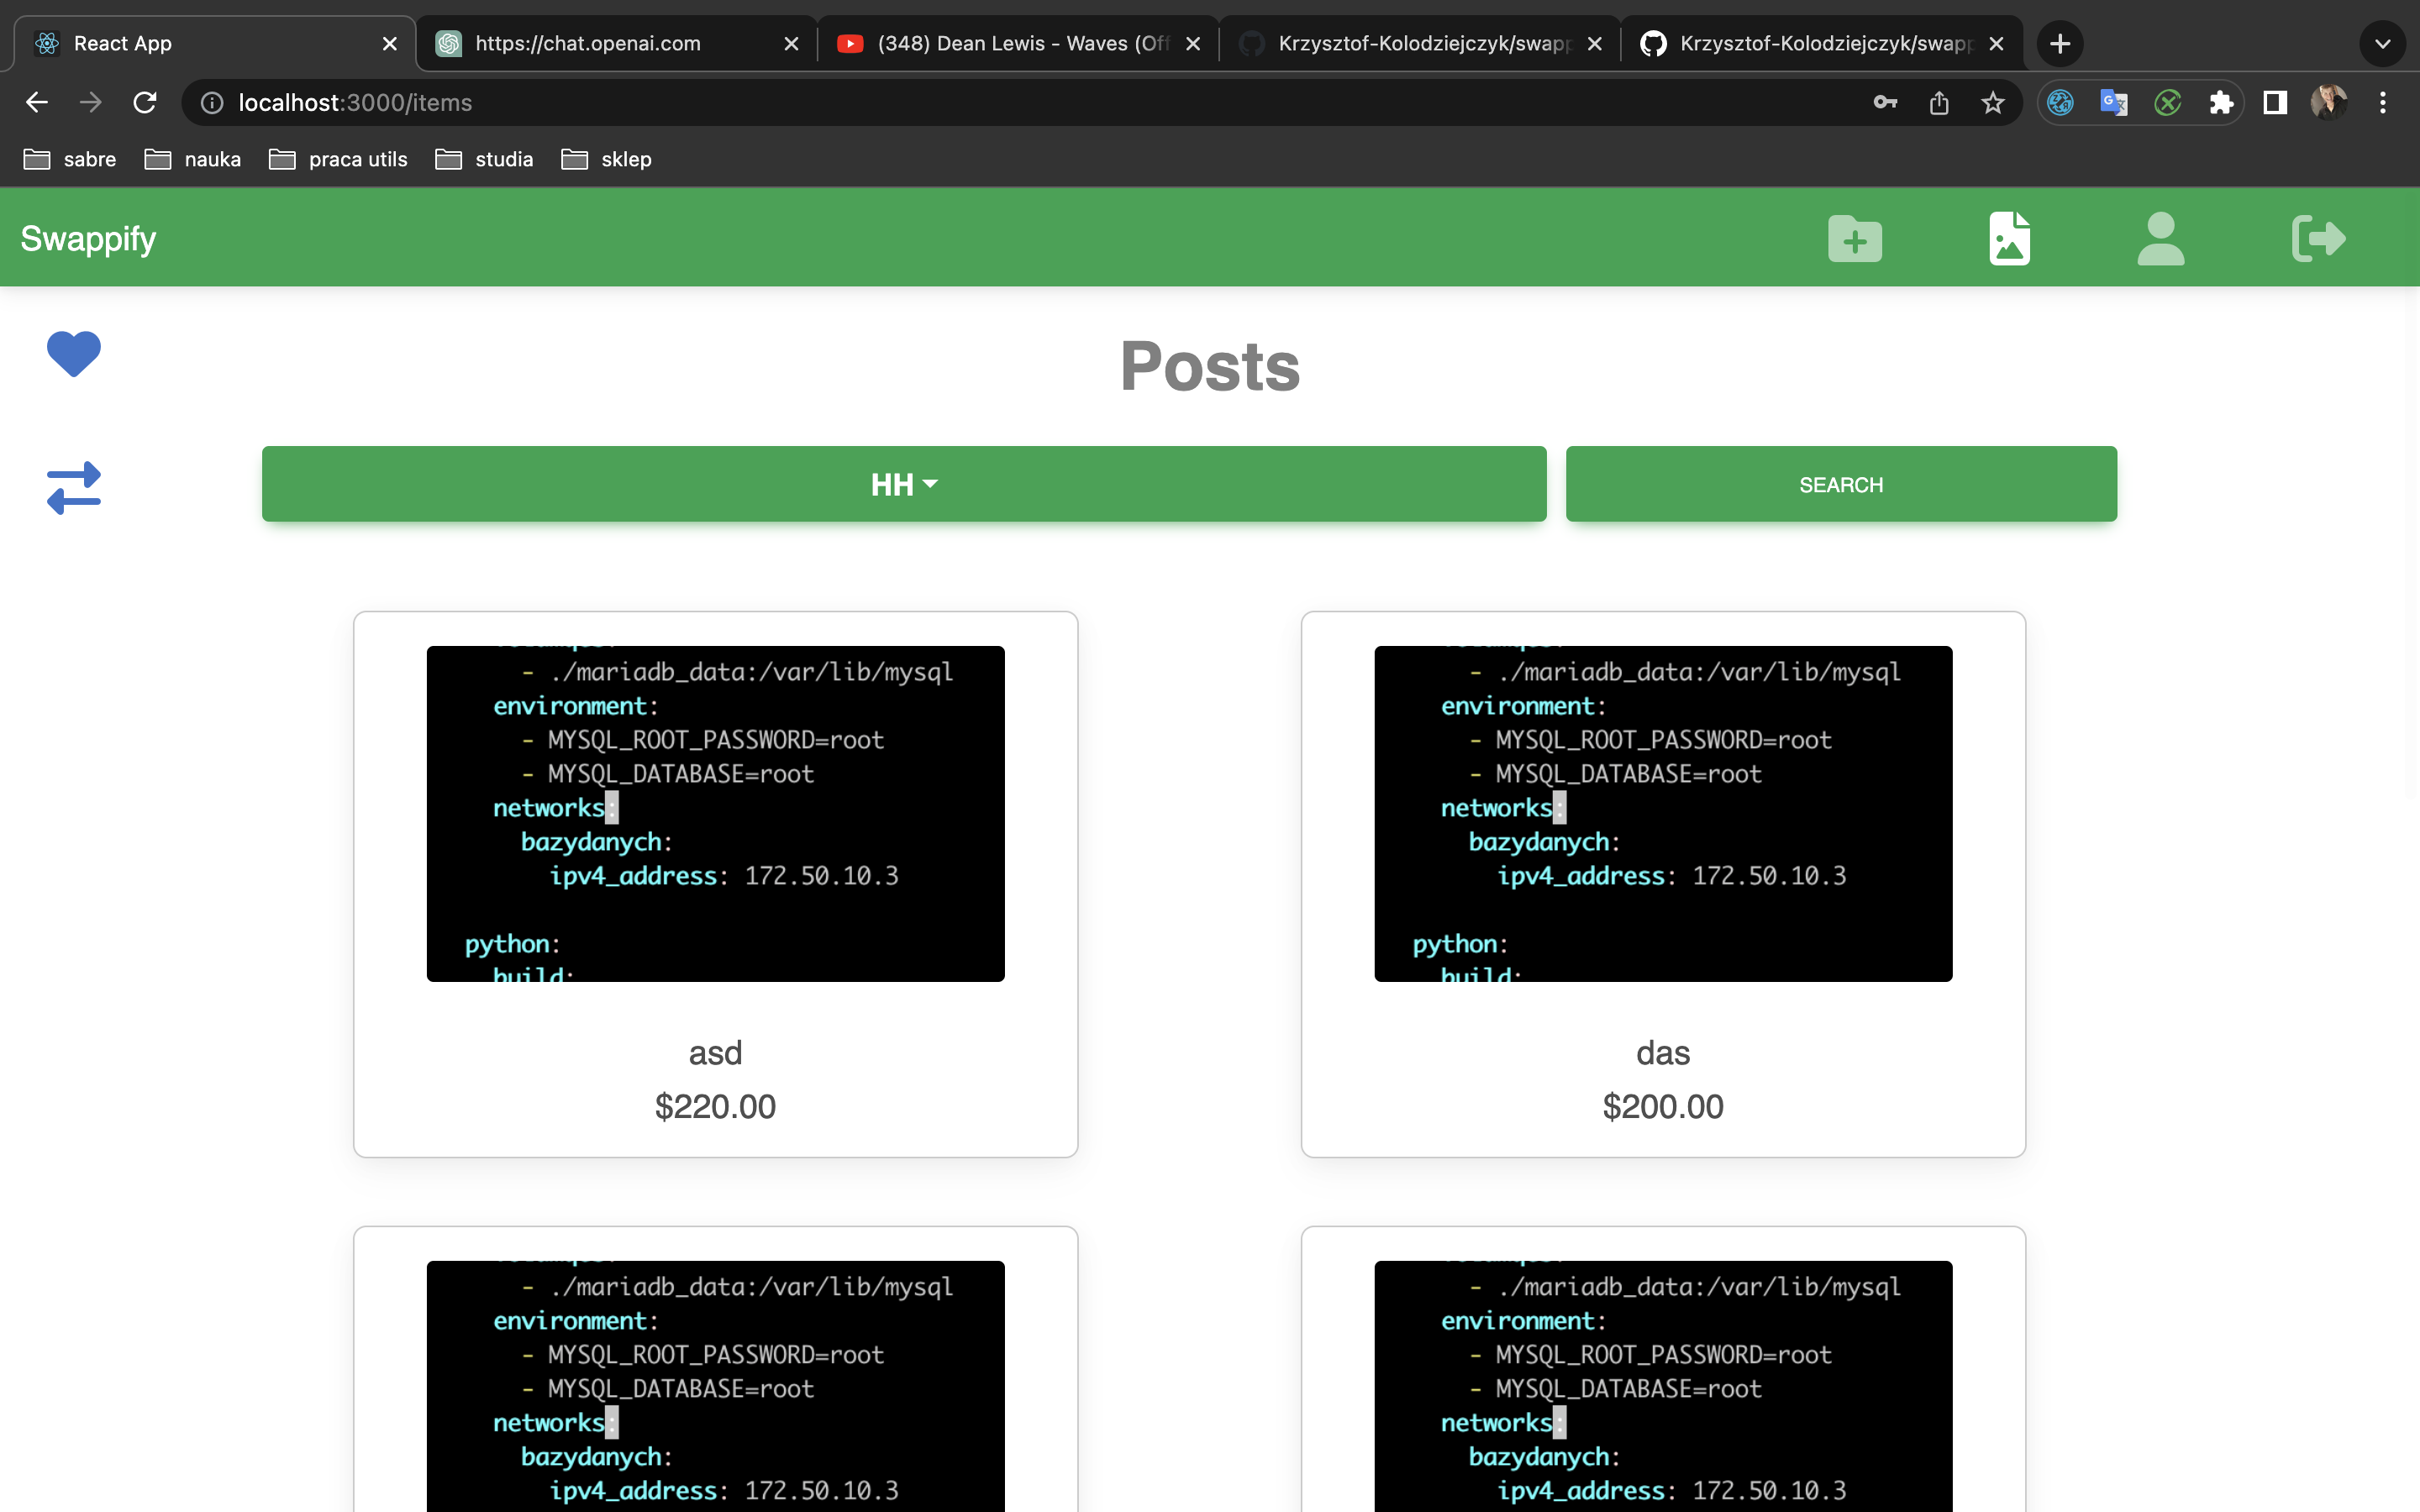 React App
https://chat.openai.com
(348) Dean Lewis - Waves (Off
Krzysztof-Kolodziejczyk/swapp
Krzysztof-Kolodziejczyk/swapp
localhost:3000/items
sabre
nauka
praca utils
studia
sklep
Swappify
Posts
HH
SEARCH
- ./mariadb_data:/var/lib/mysql
environment:
- MYSQL_ROOT_PASSWORD=root
- MYSQL_DATABASE=root
networks:
bazydanych:
ipv4_address: 172.50.10.3
python:
build:
asd
$220.00
- ./mariadb_data:/var/lib/mysql
environment:
- MYSQL_ROOT_PASSWORD=root
- MYSQL_DATABASE=root
networks:
bazydanych:
ipv4_address: 172.50.10.3
python:
build:
das
$200.00
- ./mariadb_data:/var/lib/mysql
environment:
- MYSQL_ROOT_PASSWORD=root
- MYSQL_DATABASE=root
networks:
bazydanych:
ipv4_address: 172.50.10.3
- ./mariadb_data:/var/lib/mysql
environment:
- MYSQL_ROOT_PASSWORD=root
- MYSQL_DATABASE=root
networks:
bazydanych:
ipv4_address: 172.50.10.3